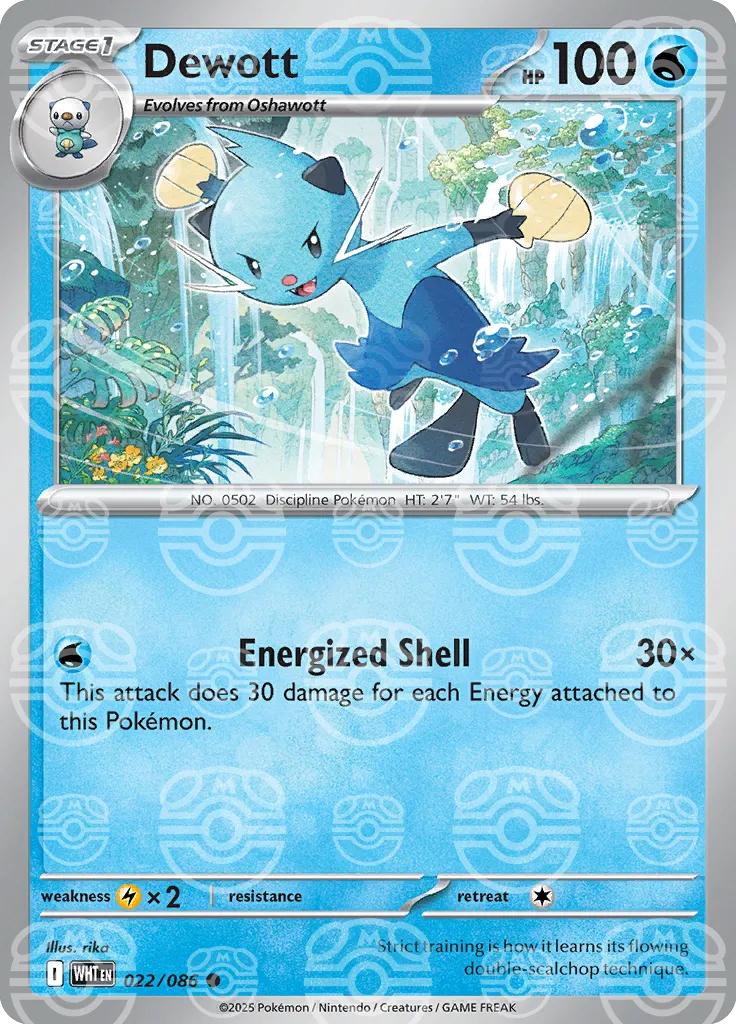 STAGE1
Dewott
HP 100
Evolves from Oshawott
NO. 0502 Discipline Pokémon HT: 2'7" WT: 54 lbs.
Energized Shell 30×
This attack does 30 damage for each Energy attached to
this Pokémon.
weakness ×2 resistance retreat
Illus. rika
Strict training is how it learns its flowing
double-scalchop technique.
I WHT EN 022/086
©2025 Pokémon / Nintendo / Creatures / GAME FREAK